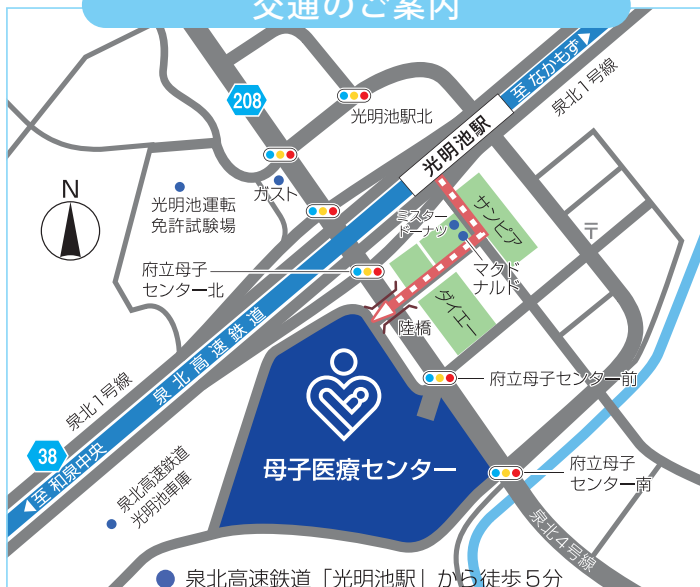 交通のご案内
至 なかもず
泉北1号線
208
光明池駅北
光明池駅
N
ガスト
光明池運転
免許試験場
サンピア
ミスター
ドーナツ
〒
マクド
ナルド
府立母子
センター北
ダイエー
陸橋
泉北高速鉄道
府立母子センター前
泉北1号線
38
至 和泉中央
泉北高速鉄道
光明池車庫
母子医療センター
府立母子
センター南
泉北4号線
泉北高速鉄道「光明池駅」から徒歩5分